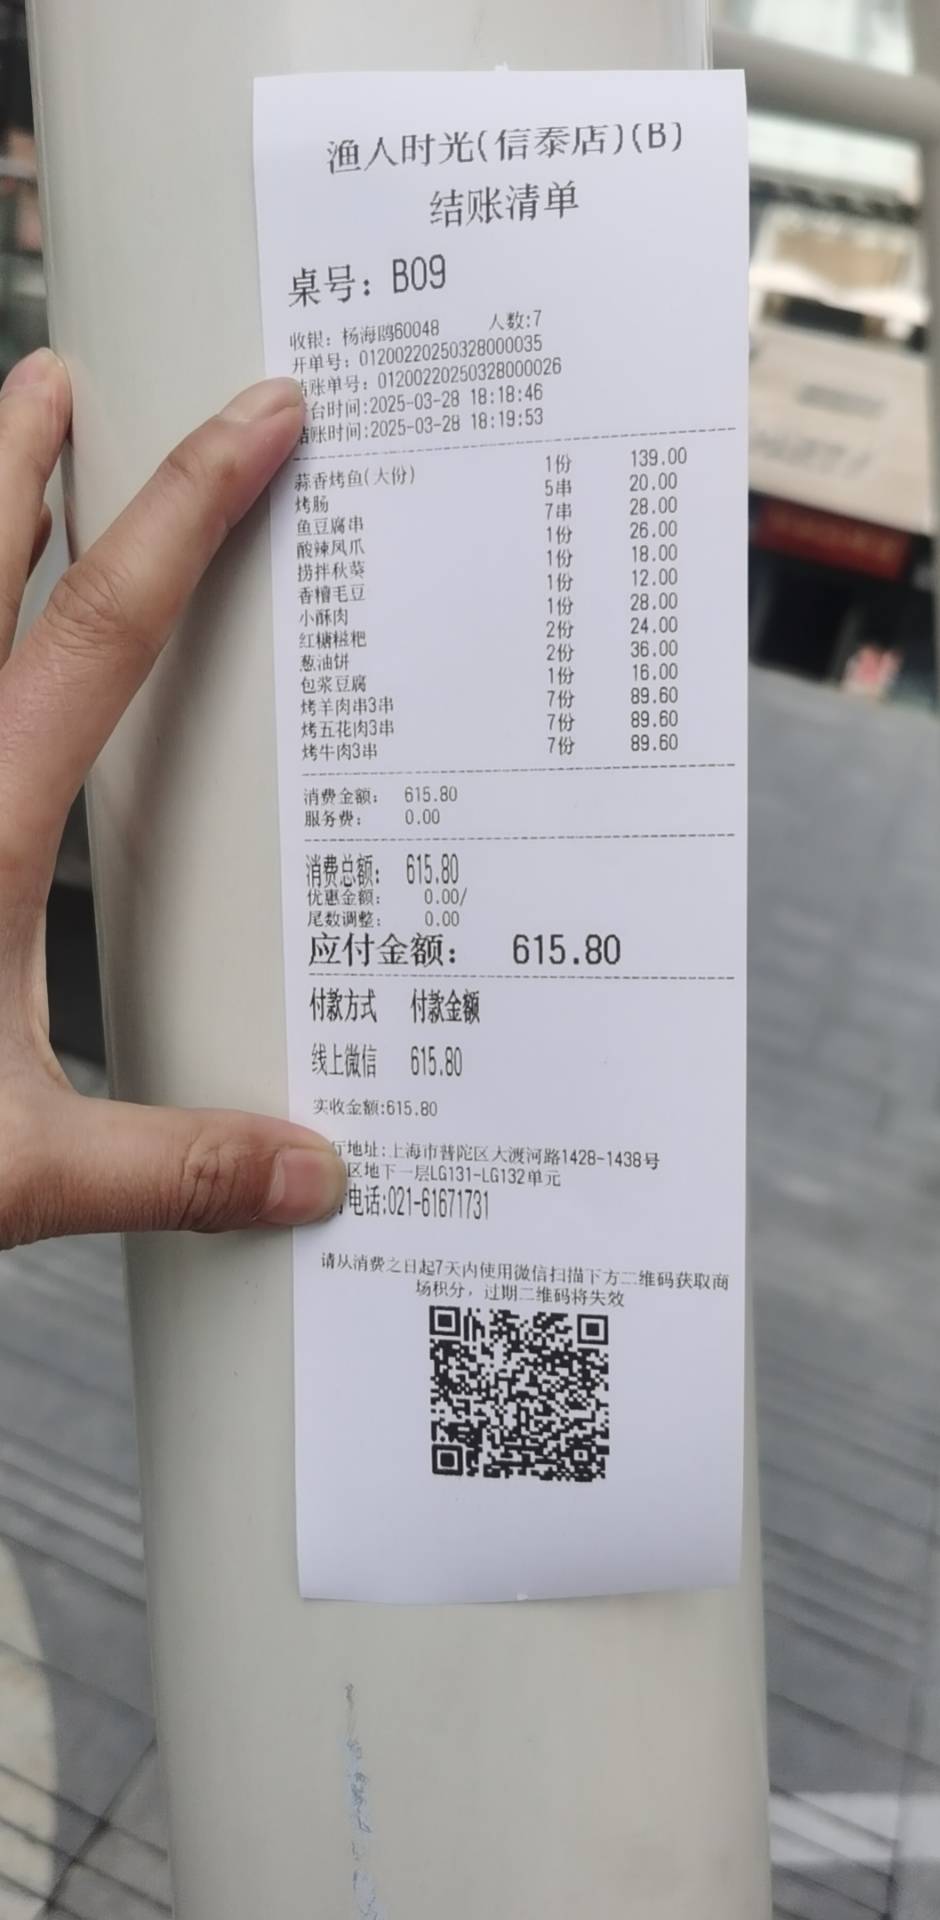 渔人时光(信泰店)(B)
结账清单
桌号：B09
收银：杨海鸥60048 人数:7
开单号：01200220250328000035
结账单号：01200220250328000026
台时间:2025-03-28 18:18:46
结账时间:2025-03-28 18:19:53
蒜香烤鱼(大份) 1份 139.00
烤肠 5串 20.00
鱼豆腐串 7串 28.00
酸辣凤爪 1份 26.00
捞拌秋葵 1份 18.00
香糟毛豆 1份 12.00
小酥肉 1份 28.00
红糖糍粑 2份 24.00
葱油饼 2份 36.00
包浆豆腐 1份 16.00
烤羊肉串3串 7份 89.60
烤五花肉3串 7份 89.60
烤牛肉3串 7份 89.60
消费金额： 615.80
服务费： 0.00
消费总额： 615.80
优惠金额： 0.00/
尾数调整： 0.00
应付金额： 615.80
付款方式 付款金额
线上微信 615.80
实收金额:615.80
厅地址:上海市普陀区大渡河路1428-1438号
区地下一层LG131-LG132单元
电话:021-61671731
请从消费之日起7天内使用微信扫描下方二维码获取商
场积分，过期二维码将失效